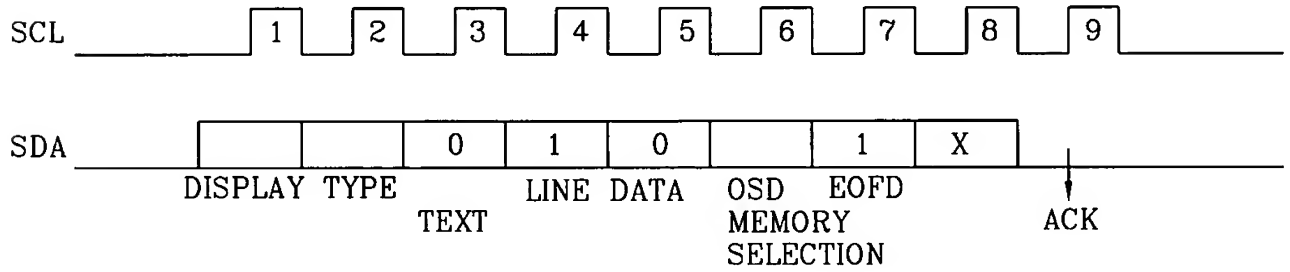 SCL 1 2 3 4 5 6 7 8 9
SDA 0 1 0 1 X
DISPLAY TYPE LINE DATA OSD EOFD
TEXT MEMORY ACK
SELECTION